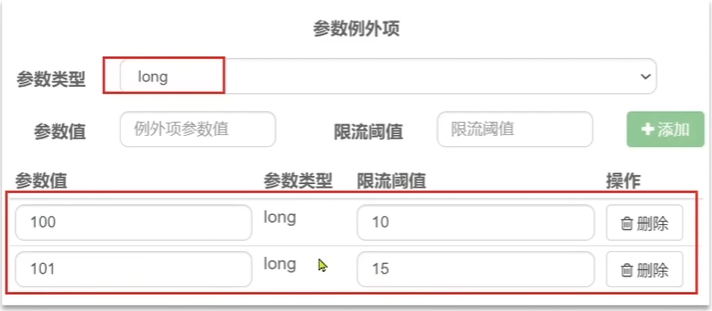 参数例外项
参数类型 long
参数值 例外项参数值 限流阈值 限流阈值 添加
参数值 参数类型 限流阈值 操作
100 long 10 删除
101 long 15 删除